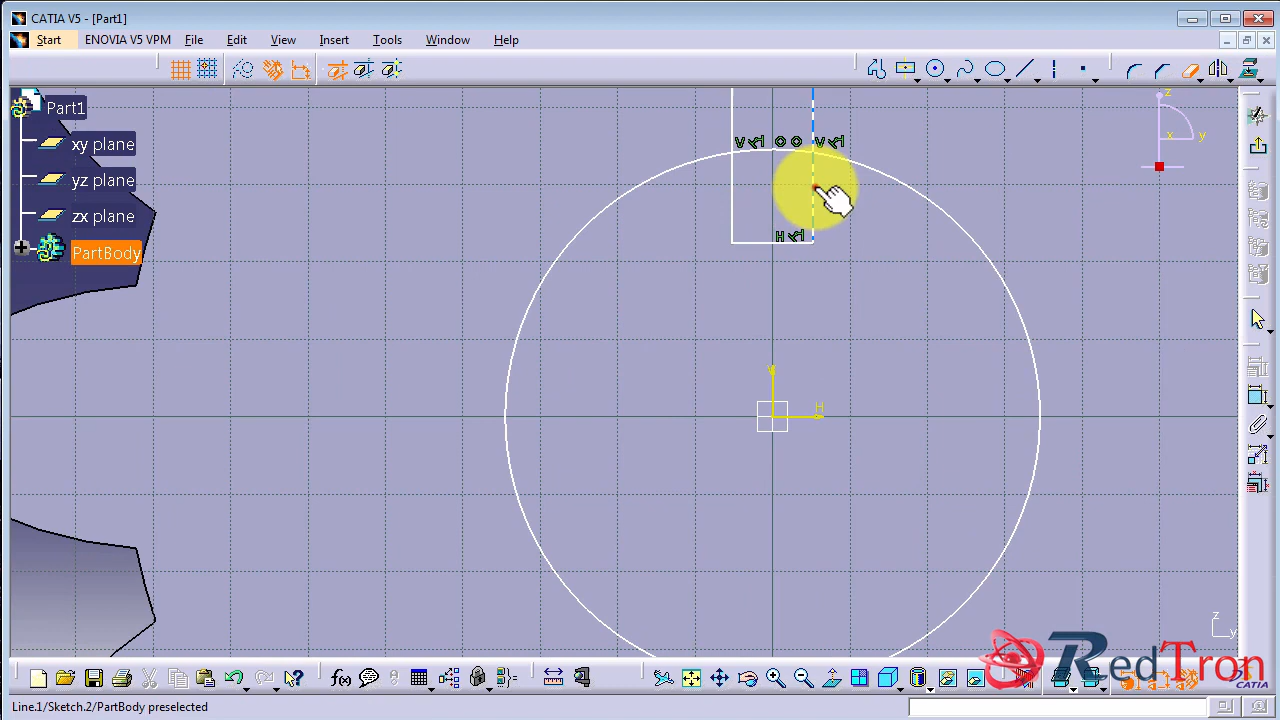 CATIA V5 - [Part1]
Start ENOVIA V5 VPM File Edit View Insert Tools Window Help
Part1
xy plane
yz plane
zx plane
PartBody
z
x y
V V
H
V
H
z
y
f(x)
RedTron
CATIA
Line.1/Sketch.2/PartBody preselected